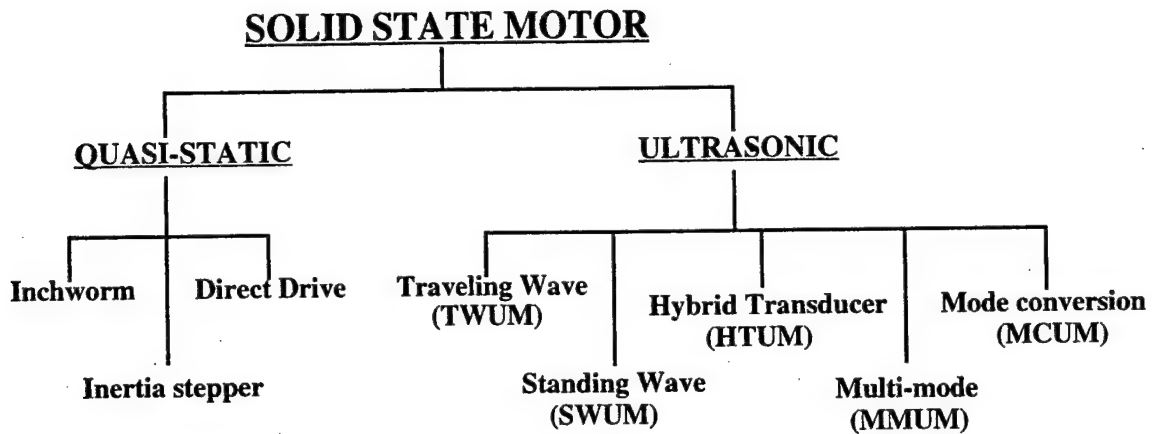 SOLID STATE MOTOR
QUASI-STATIC
ULTRASONIC
Inchworm
Direct Drive
Inertia stepper
Traveling Wave
(TWUM)
Standing Wave
(SWUM)
Hybrid Transducer
(HTUM)
Multi-mode
(MMUM)
Mode conversion
(MCUM)